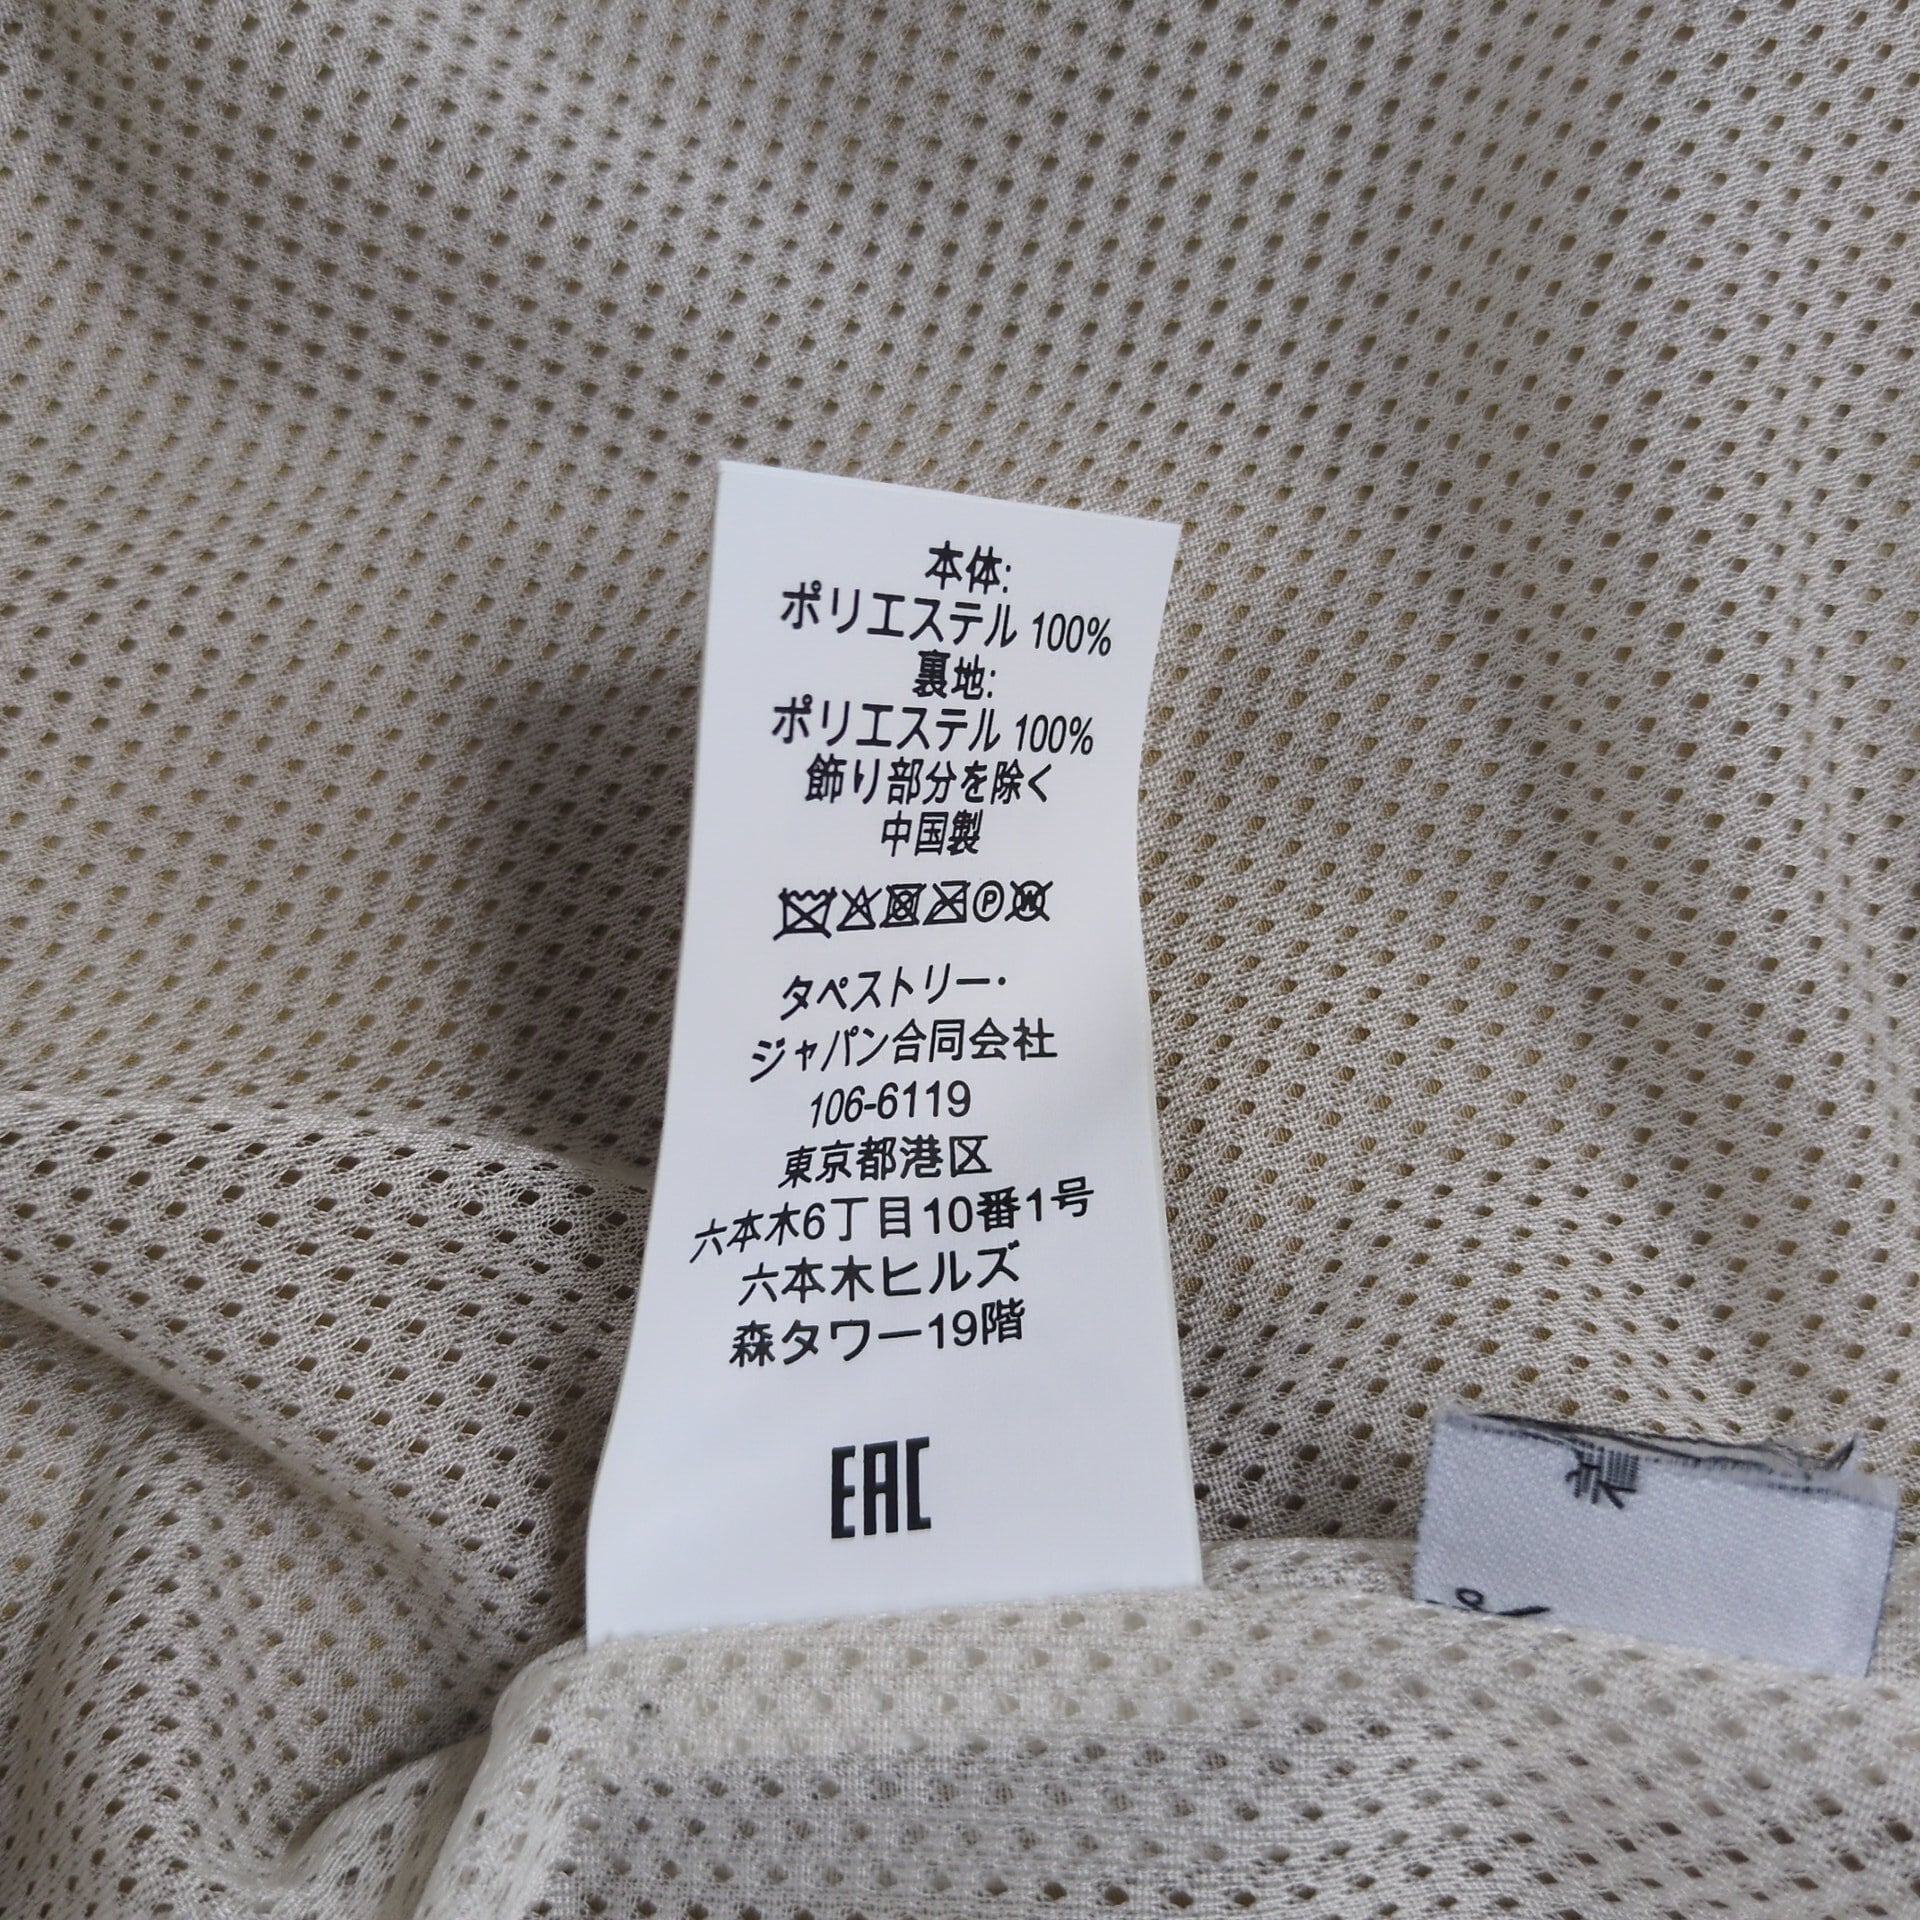 本体:
ポリエステル 100%
裏地:
ポリエステル 100%
飾り部分を除く
中国製
P W
タペストリー・
ジャパン合同会社
106-6119
東京都港区
六本木6丁目10番1号
六本木ヒルズ
森タワー19階
EAC